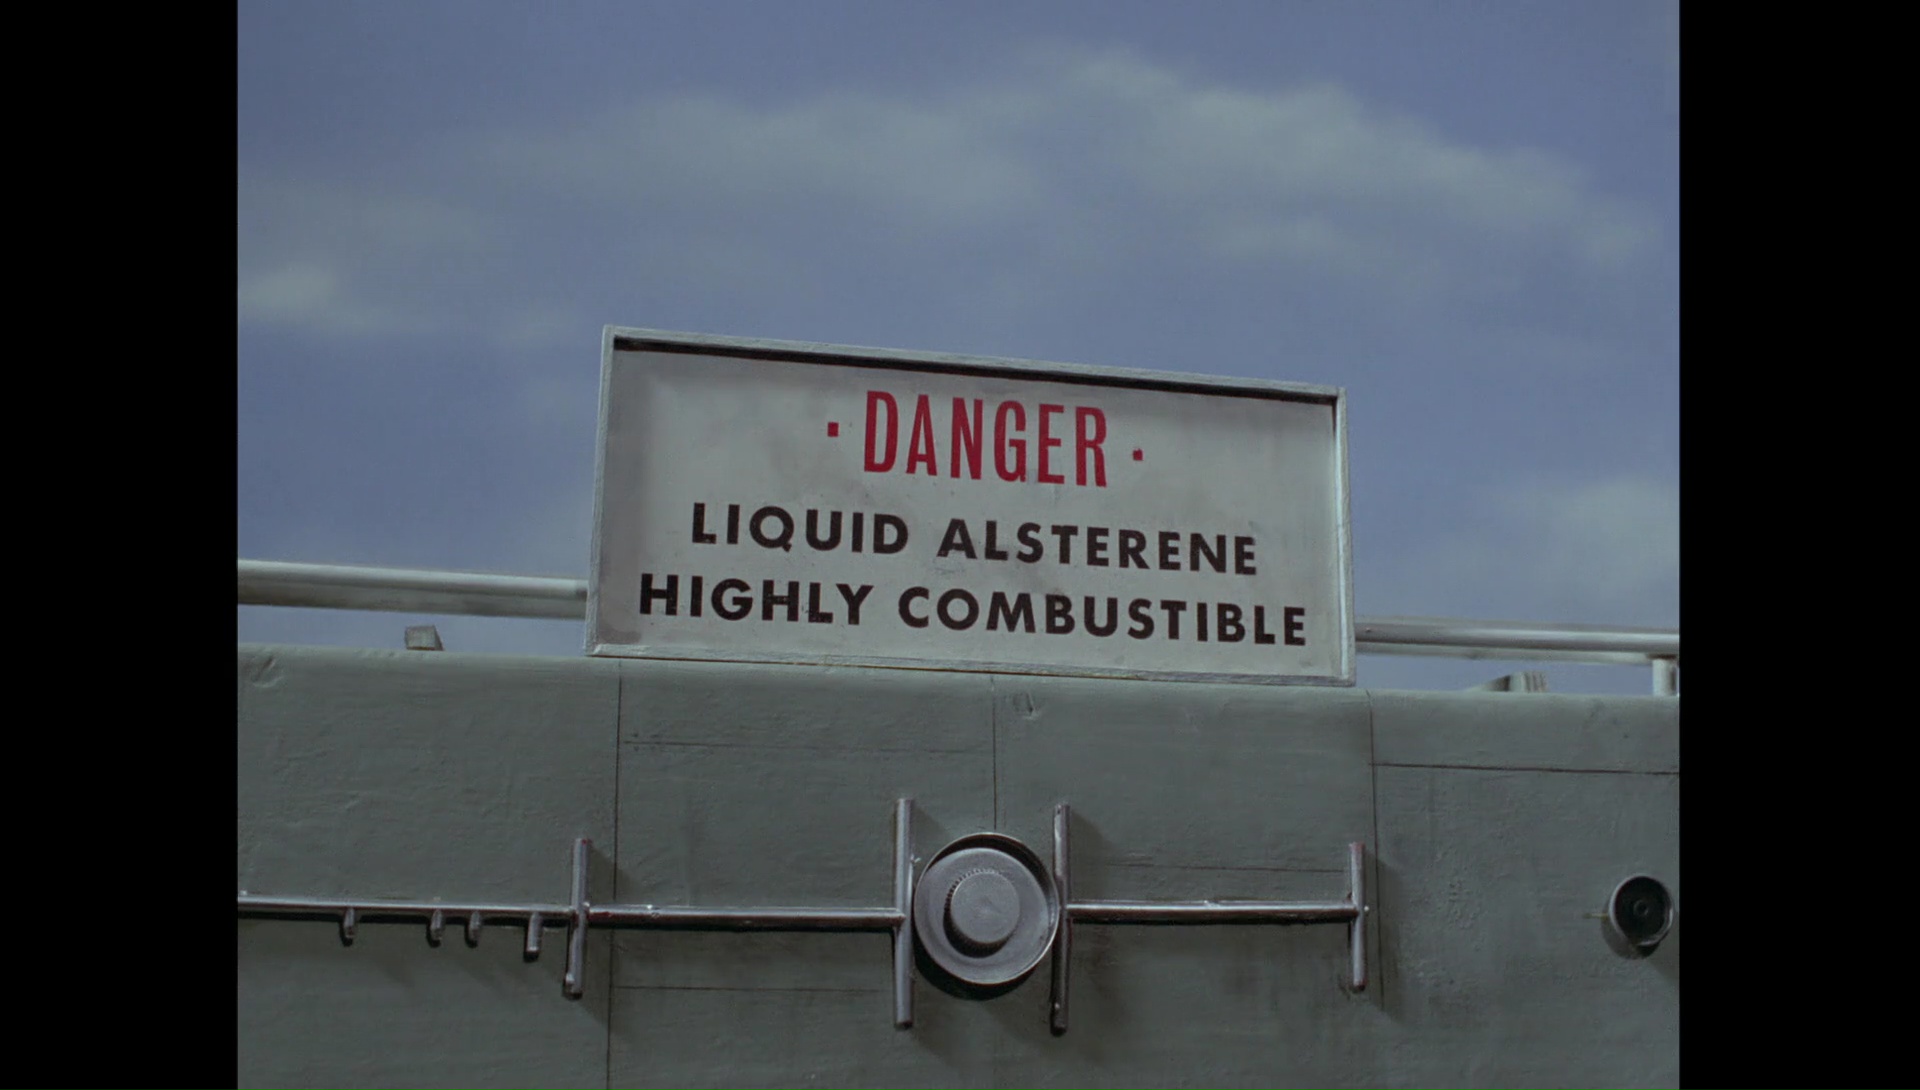 · DANGER ·
LIQUID ALSTERENE
HIGHLY COMBUSTIBLE